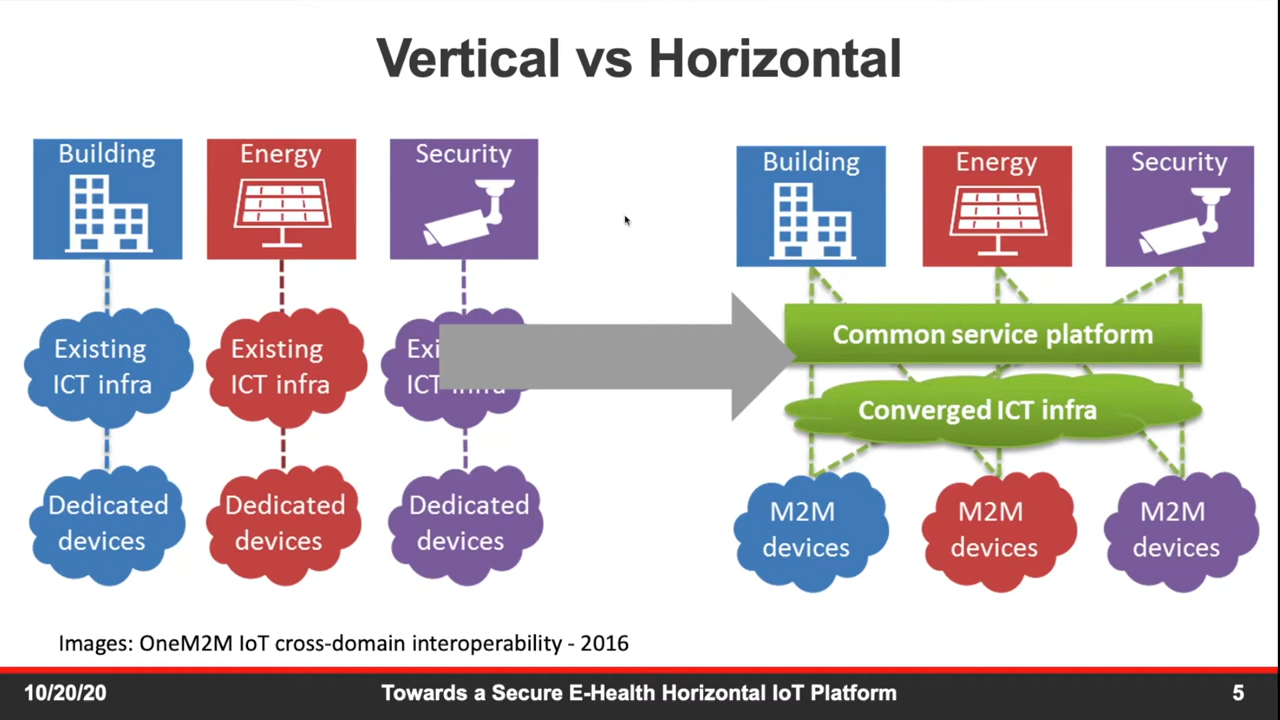 Vertical vs Horizontal
Building
Energy
Security
Existing
ICT infra
Existing
ICT infra
Dedicated
devices
Dedicated
devices
Dedicated
devices
Building
Energy
Security
Common service platform
Converged ICT infra
M2M
devices
M2M
devices
M2M
devices
Images: OneM2M IoT cross-domain interoperability - 2016
10/20/20
Towards a Secure E-Health Horizontal IoT Platform
5